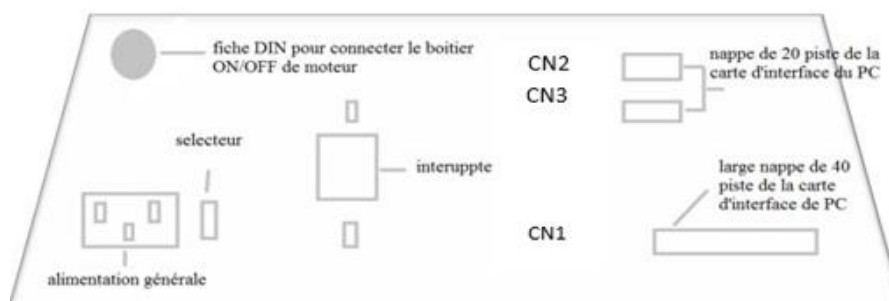 fiche DIN pour connecter le boitier
ON/OFF de moteur
CN2
nappe de 20 piste de la
carte d'interface du PC
CN3
selecteur
interuppte
large nappe de 40
piste de la carte
d'interface de PC
CN1
alimentation générale